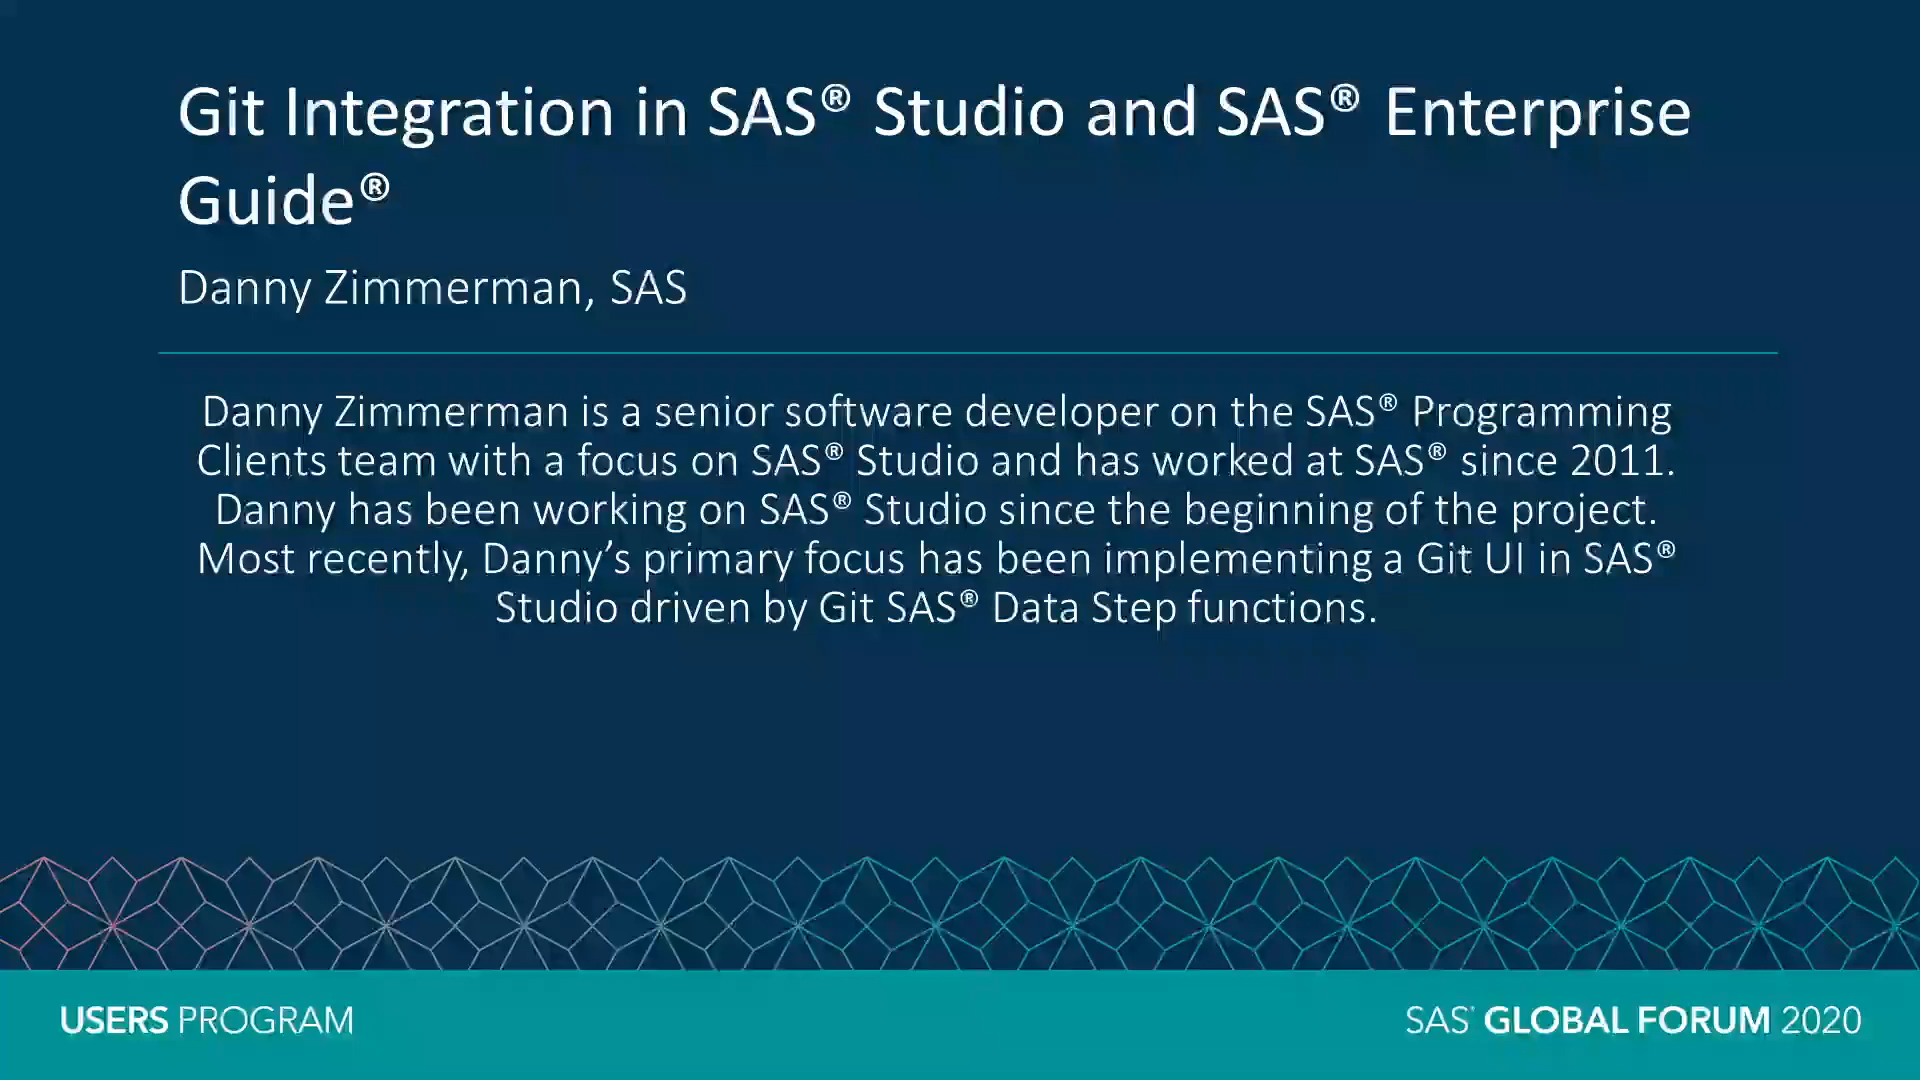 Git Integration in SAS® Studio and SAS® Enterprise
Guide®
Danny Zimmerman, SAS
Danny Zimmerman is a senior software developer on the SAS® Programming
Clients team with a focus on SAS® Studio and has worked at SAS® since 2011.
Danny has been working on SAS® Studio since the beginning of the project.
Most recently, Danny’s primary focus has been implementing a Git UI in SAS®
Studio driven by Git SAS® Data Step functions.
USERS PROGRAM
SAS® GLOBAL FORUM 2020